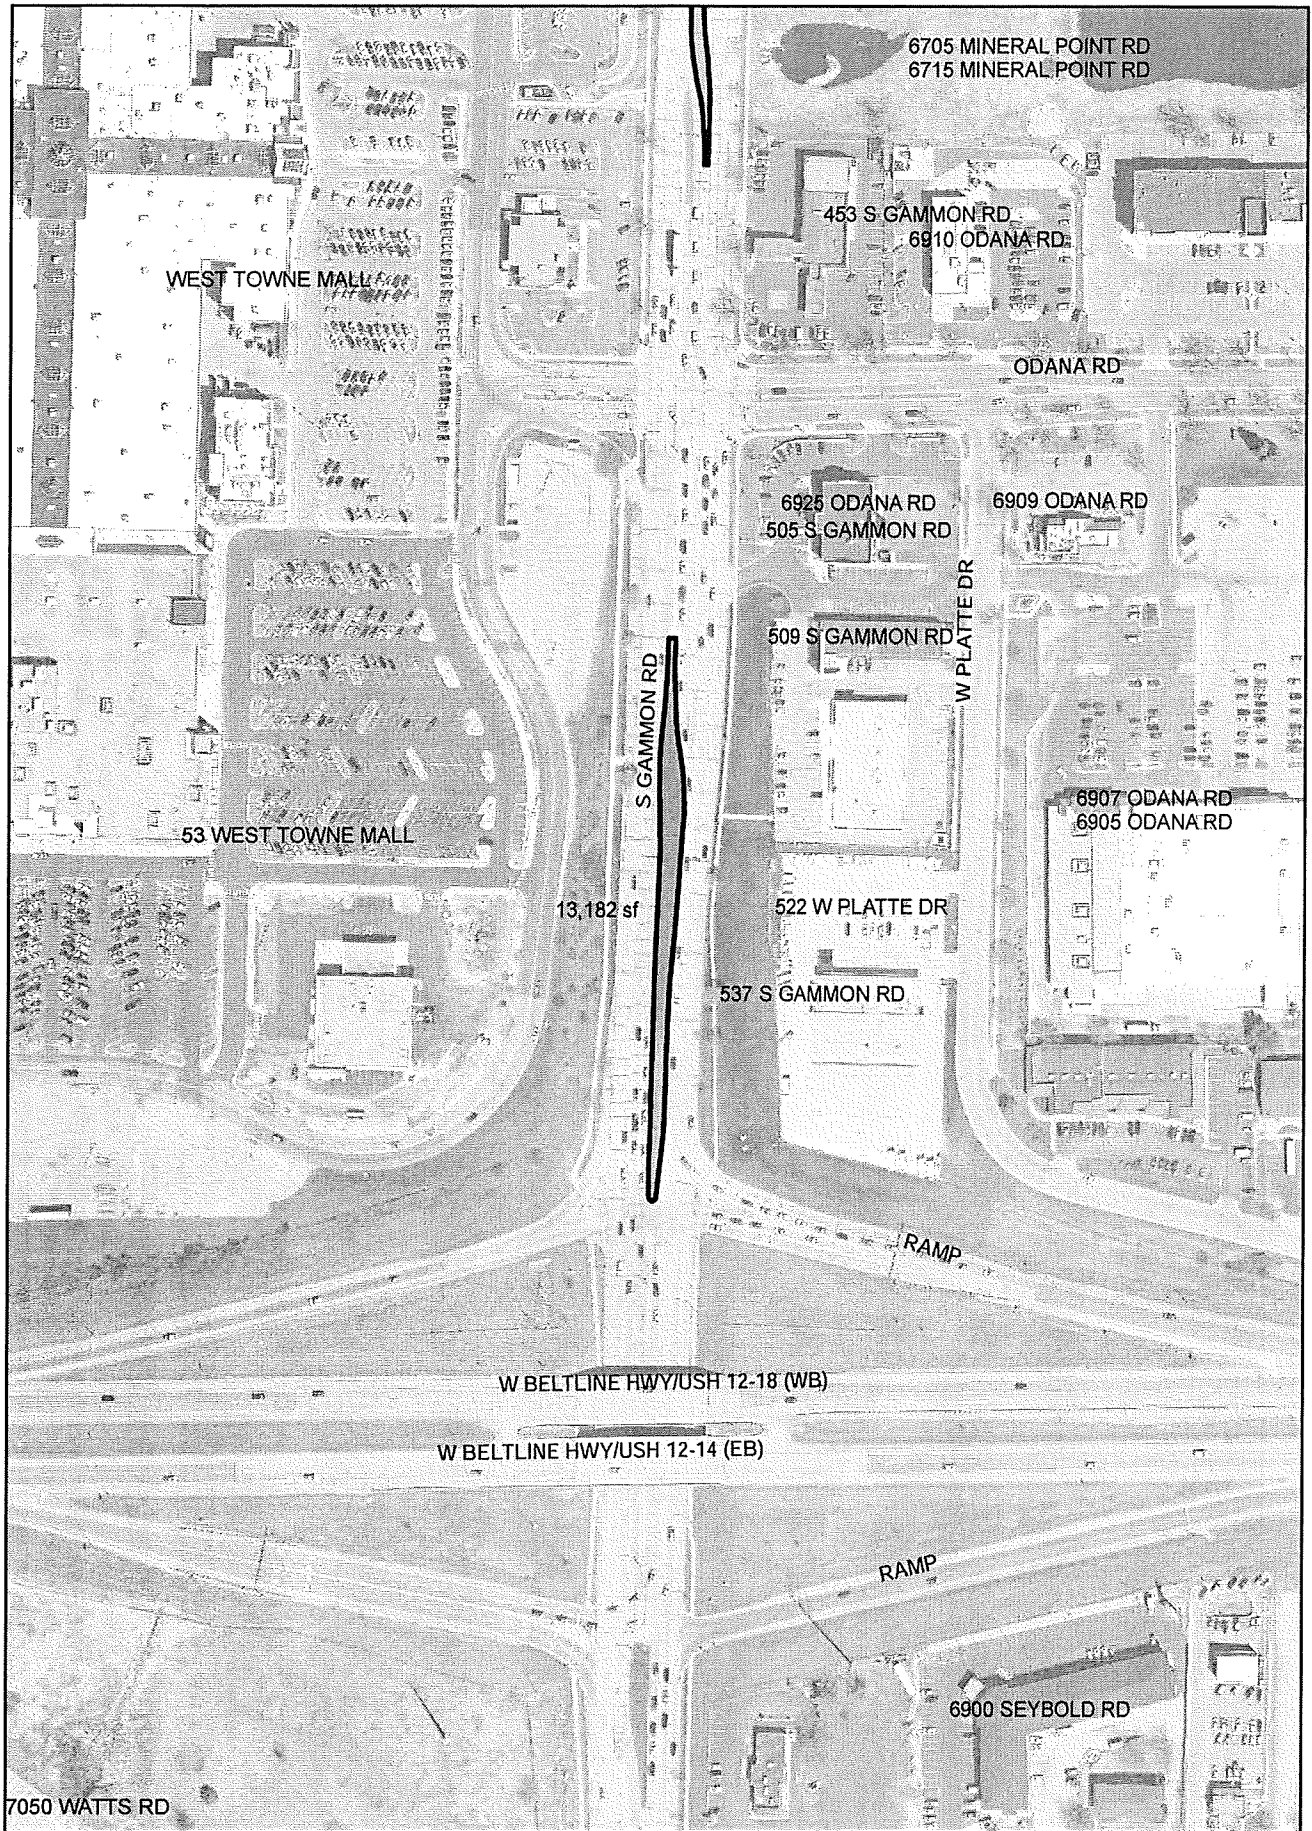 6705 MINERAL POINT RD
6715 MINERAL POINT RD
453 S GAMMON RD
6910 ODANA RD
WEST TOWNE MALL
ODANA RD
6925 ODANA RD
505 S GAMMON RD
6909 ODANA RD
W PLATTE DR
509 S GAMMON RD
S GAMMON RD
6907 ODANA RD
6905 ODANA RD
53 WEST TOWNE MALL
13,182 sf
522 W PLATTE DR
537 S GAMMON RD
RAMP
W BELTLINE HWY/USH 12-18 (WB)
W BELTLINE HWY/USH 12-14 (EB)
RAMP
6900 SEYBOLD RD
7050 WATTS RD